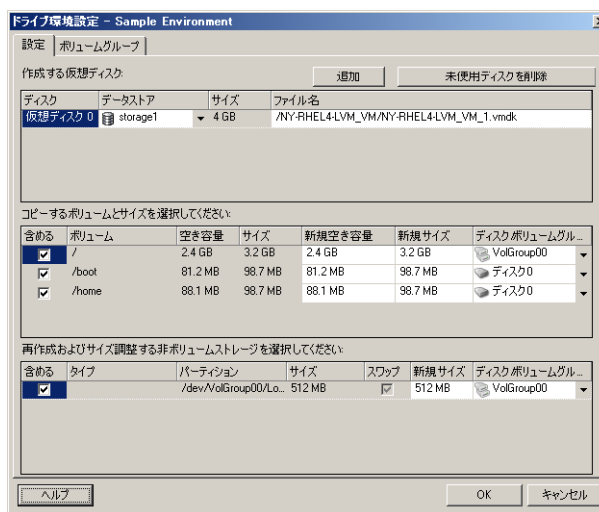 ドライブ環境設定 - Sample Environment
設定 ボリュームグループ
作成する仮想ディスク: 追加 未使用ディスクを削除
ディスク データストア サイズ ファイル名
仮想ディスク 0 storage1 4 GB /NY-RHEL4-LVM_VM/NY-RHEL4-LVM_VM_1.vmdk
コピーするボリュームとサイズを選択してください:
含める ボリューム 空き容量 サイズ 新規空き容量 新規サイズ ディスク/ボリュームグル...
/ 2.4 GB 3.2 GB 2.4 GB 3.2 GB VolGroup00
/boot 81.2 MB 98.7 MB 81.2 MB 98.7 MB ディスク0
/home 88.1 MB 98.7 MB 88.1 MB 98.7 MB ディスク0
再作成およびサイズ調整する非ボリュームストレージを選択してください:
含める タイプ パーティション サイズ スワップ 新規サイズ ディスク/ボリュームグル...
/dev/VolGroup00/Lo... 512 MB 512 MB VolGroup00
ヘルプ OK キャンセル